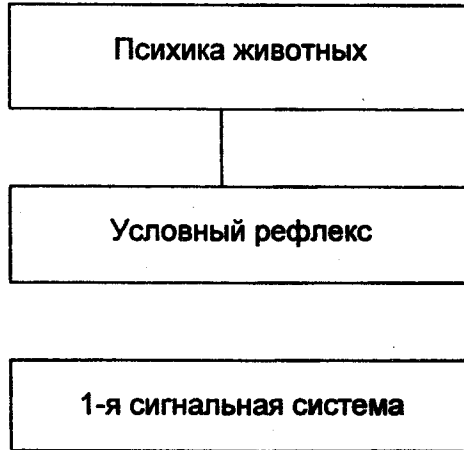 Психика животных
Условный рефлекс
1-я сигнальная система